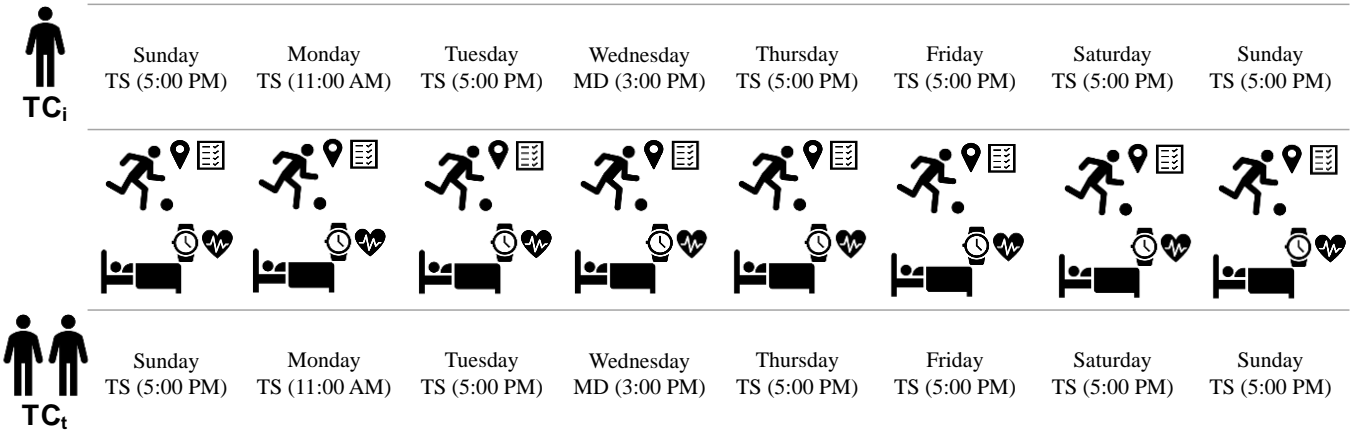 Sunday Monday Tuesday Wednesday Thursday Friday Saturday Sunday
TS (5:00 PM) TS (11:00 AM) TS (5:00 PM) MD (3:00 PM) TS (5:00 PM) TS (5:00 PM) TS (5:00 PM) TS (5:00 PM)
TCi
Sunday Monday Tuesday Wednesday Thursday Friday Saturday Sunday
TS (5:00 PM) TS (11:00 AM) TS (5:00 PM) MD (3:00 PM) TS (5:00 PM) TS (5:00 PM) TS (5:00 PM) TS (5:00 PM)
TCt